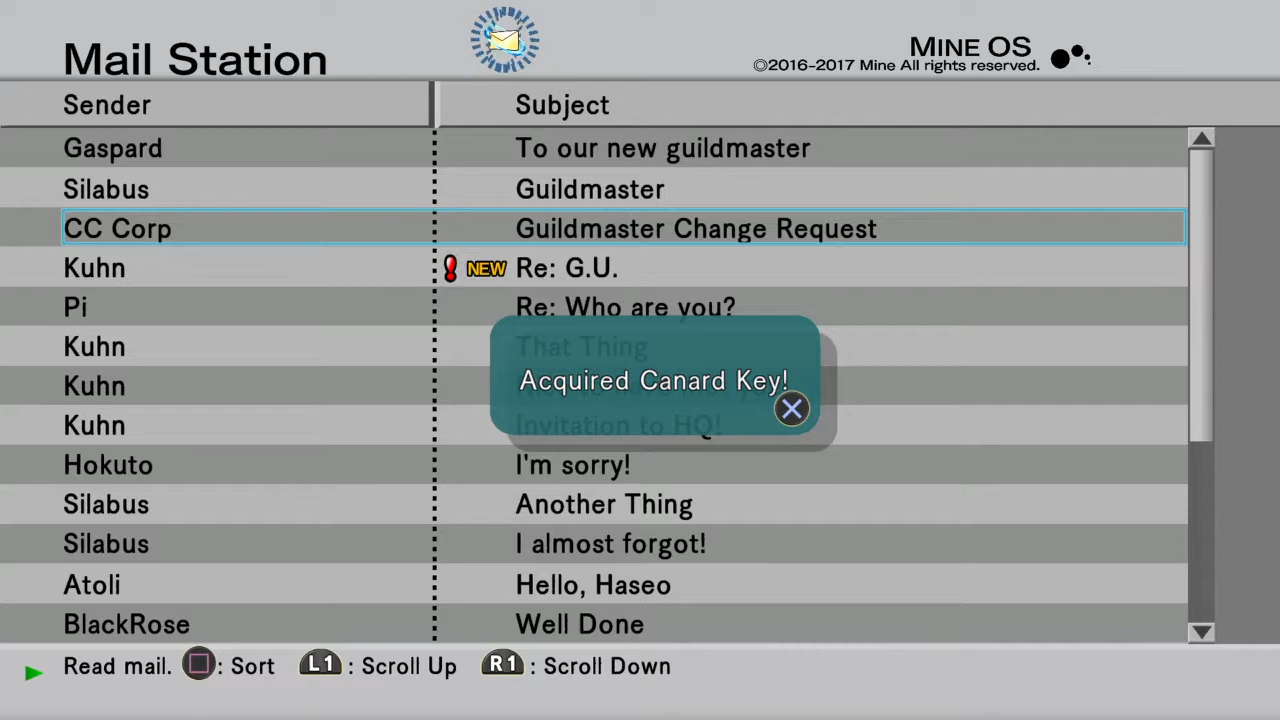 Mail Station
MINE OS
©2016-2017 Mine All rights reserved.
Sender Subject
Gaspard To our new guildmaster
Silabus Guildmaster
CC Corp Guildmaster Change Request
Kuhn NEW Re: G.U.
Pi Re: Who are you?
Kuhn That Thing
Acquired Canard Key!
Kuhn
Kuhn Invitation to HQ!
Hokuto I'm sorry!
Silabus Another Thing
Silabus I almost forgot!
Atoli Hello, Haseo
BlackRose Well Done
Read mail. : Sort L1 : Scroll Up R1 : Scroll Down